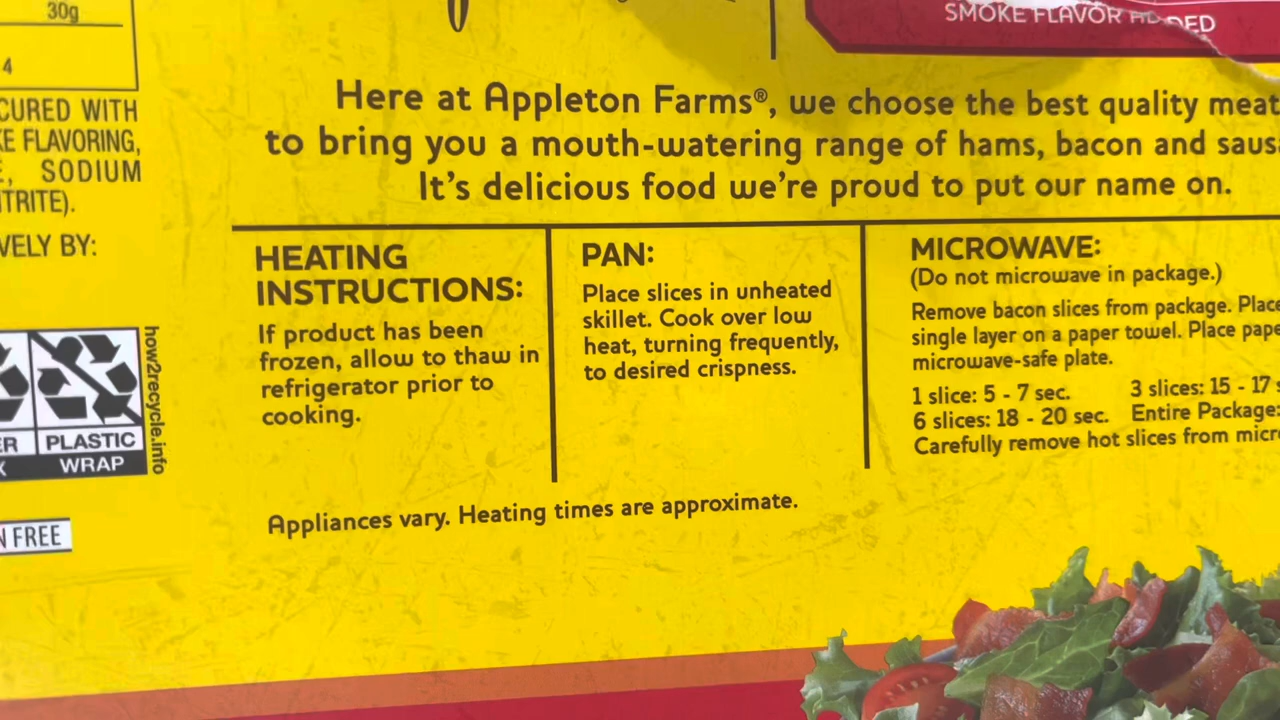 30g
4
CURED WITH
FLAVORING,
SODIUM
SMOKE FLAVOR ADDED
Here at Appleton Farms®, we choose the best quality meat
to bring you a mouth-watering range of hams, bacon and
It's delicious food we're proud to put our name on.
BY:
how2recycle.info
PLASTIC
WRAP
FREE
HEATING
INSTRUCTIONS:
If product has been
frozen, allow to thaw in
refrigerator prior to
cooking.
PAN:
Place slices in unheated
skillet. Cook over low
heat, turning frequently,
to desired crispness.
MICROWAVE:
(Do not microwave in package.)
Remove bacon slices from package. Place
single layer on a paper towel. Place
microwave-safe plate.
1 slice: 5 - 7 sec. 3 slices: 15 - 17
6 slices: 18 - 20 sec. Entire Package:
Carefully remove hot slices from
Appliances vary. Heating times are approximate.